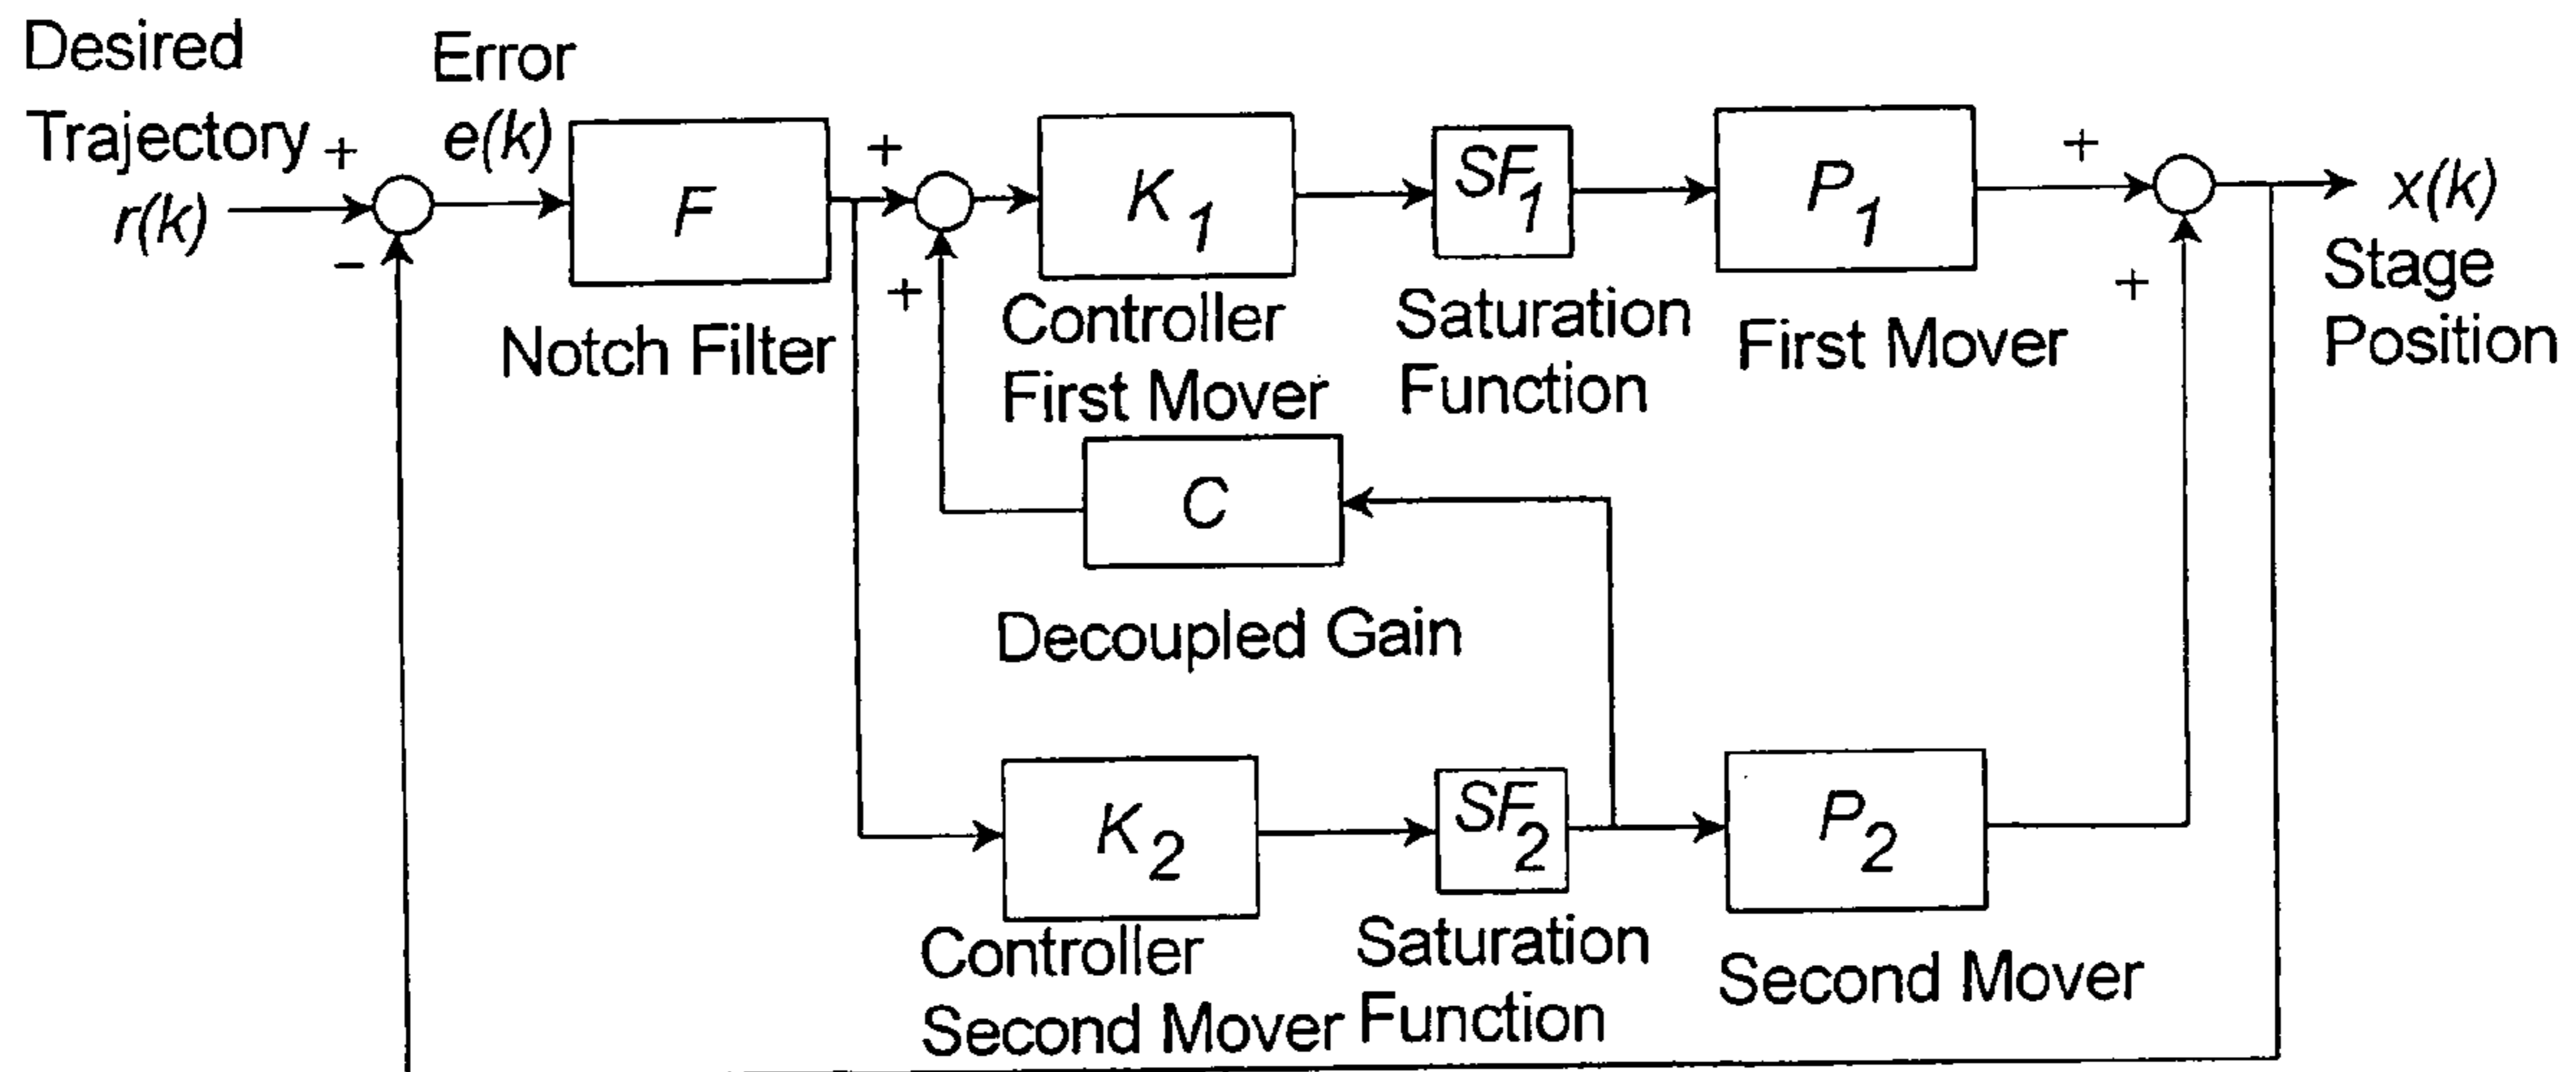 Desired
Trajectory
r(k)
+
−
Error
e(k)
F
Notch Filter
+
+
K1
Controller
First Mover
SF1
Saturation
Function
P1
First Mover
+
+
x(k)
Stage
Position
C
Decoupled Gain
K2
Controller
Second Mover
SF2
Saturation
Function
P2
Second Mover